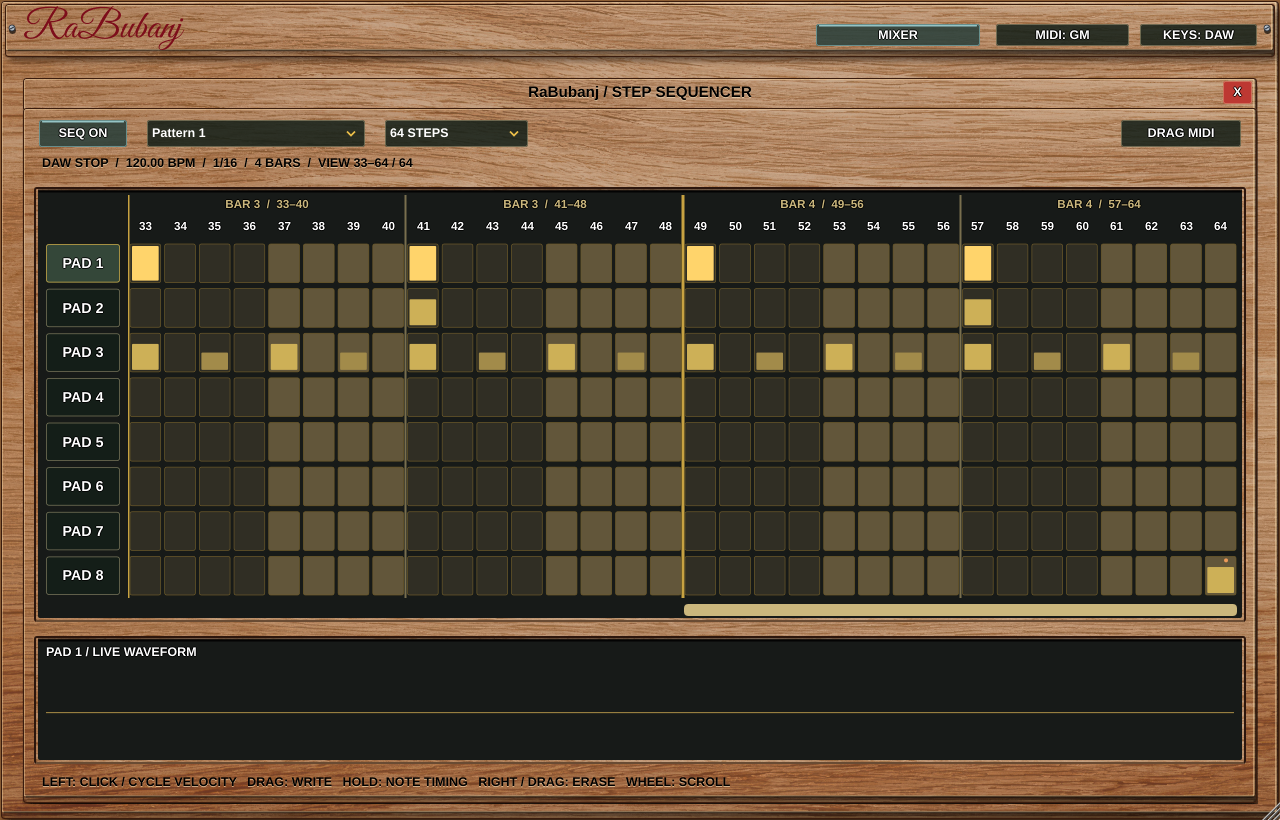 RaBubanj
MIXER
MIDI: GM
KEYS: DAW
RaBubanj / STEP SEQUENCER
X
SEQ ON
Pattern 1
64 STEPS
DRAG MIDI
DAW STOP / 120.00 BPM / 1/16 / 4 BARS / VIEW 33–64 / 64
BAR 3 / 33–40
BAR 3 / 41–48
BAR 4 / 49–56
BAR 4 / 57–64
33 34 35 36 37 38 39 40 41 42 43 44 45 46 47 48 49 50 51 52 53 54 55 56 57 58 59 60 61 62 63 64
PAD 1
PAD 2
PAD 3
PAD 4
PAD 5
PAD 6
PAD 7
PAD 8
PAD 1 / LIVE WAVEFORM
LEFT: CLICK / CYCLE VELOCITY DRAG: WRITE HOLD: NOTE TIMING RIGHT / DRAG: ERASE WHEEL: SCROLL